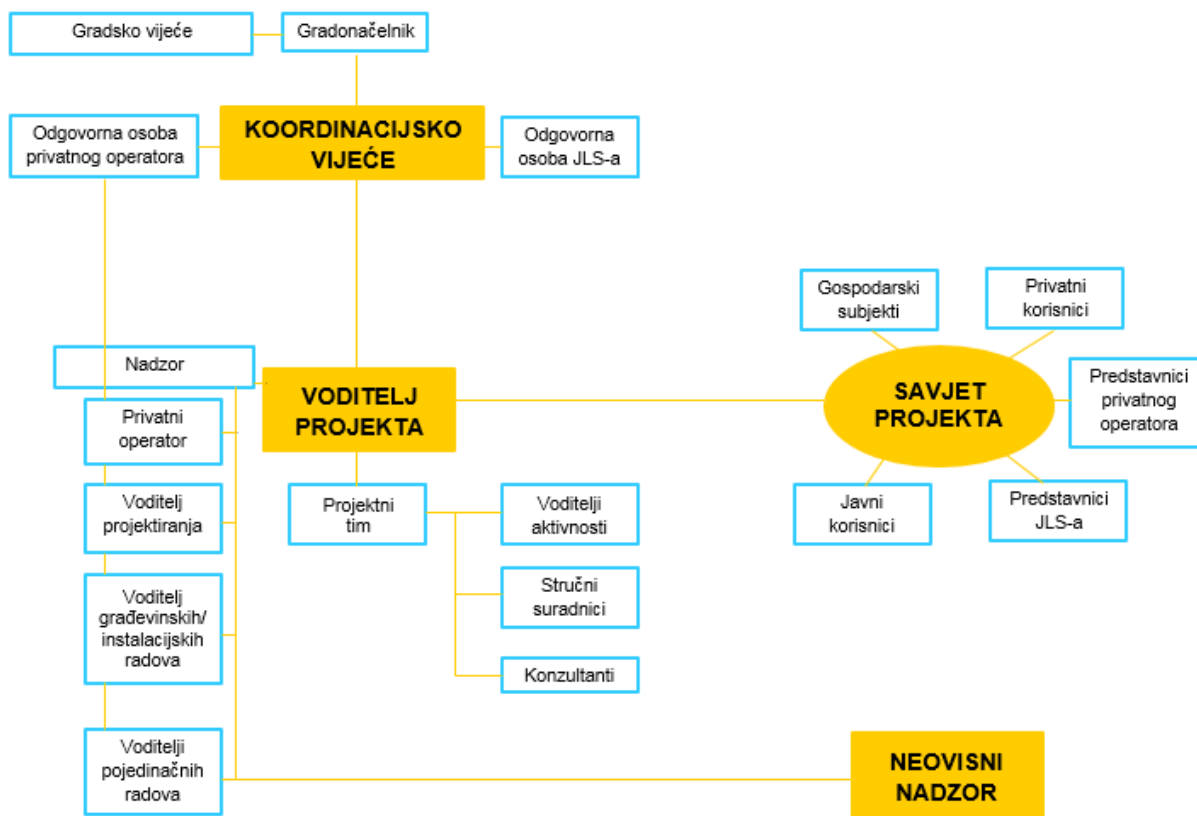 Gradsko vijeće
Gradonačelnik
Odgovorna osoba
privatnog operatora
KOORDINACIJSKO
VIJEĆE
Odgovorna
osoba JLS-a
Gospodarski
subjekti
Privatni
korisnici
Nadzor
VODITELJ
PROJEKTA
SAVJET
PROJEKTA
Predstavnici
privatnog
operatora
Privatni
operator
Voditelj
projektiranja
Projektni
tim
Voditelji
aktivnosti
Javni
korisnici
Predstavnici
JLS-a
Voditelj
građevinskih/
instalacijskih
radova
Stručni
suradnici
Konzultanti
Voditelji
pojedinačnih
radova
NEOVISNI
NADZOR